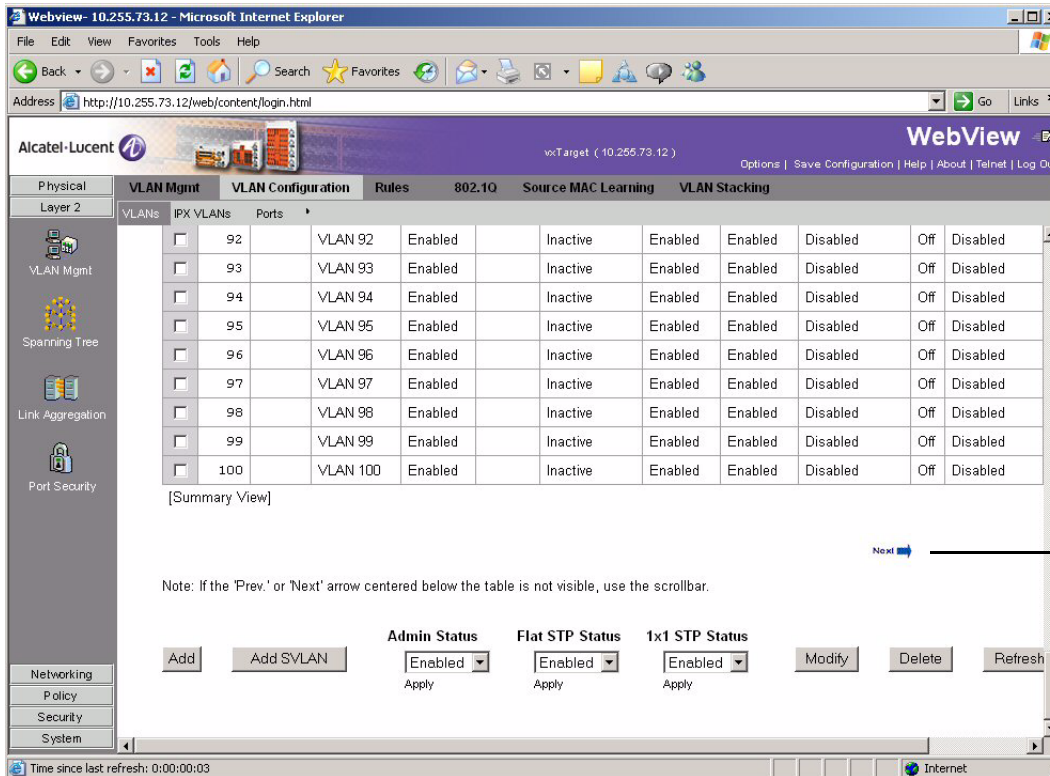 Webview- 10.255.73.12 - Microsoft Internet Explorer
File Edit View Favorites Tools Help
Back Search Favorites
Address http://10.255.73.12/web/content/login.html Go Links
Alcatel·Lucent
WebView
vxTarget ( 10.255.73.12 )
Options | Save Configuration | Help | About | Telnet | Log
Physical
VLAN Mgmt VLAN Configuration Rules 802.1Q Source MAC Learning VLAN Stacking
Layer 2
VLANs IPX VLANs Ports
92 VLAN 92 Enabled Inactive Enabled Enabled Disabled Off Disabled
93 VLAN 93 Enabled Inactive Enabled Enabled Disabled Off Disabled
94 VLAN 94 Enabled Inactive Enabled Enabled Disabled Off Disabled
95 VLAN 95 Enabled Inactive Enabled Enabled Disabled Off Disabled
96 VLAN 96 Enabled Inactive Enabled Enabled Disabled Off Disabled
97 VLAN 97 Enabled Inactive Enabled Enabled Disabled Off Disabled
98 VLAN 98 Enabled Inactive Enabled Enabled Disabled Off Disabled
99 VLAN 99 Enabled Inactive Enabled Enabled Disabled Off Disabled
100 VLAN 100 Enabled Inactive Enabled Enabled Disabled Off Disabled
VLAN Mgmt
Spanning Tree
Link Aggregation
Port Security
[Summary View]
Next
Note: If the 'Prev.' or 'Next' arrow centered below the table is not visible, use the scrollbar.
Admin Status Flat STP Status 1x1 STP Status
Add Add SVLAN Enabled Enabled Enabled Modify Delete Refresh
Apply Apply Apply
Networking
Policy
Security
System
Time since last refresh: 0:00:00:03 Internet